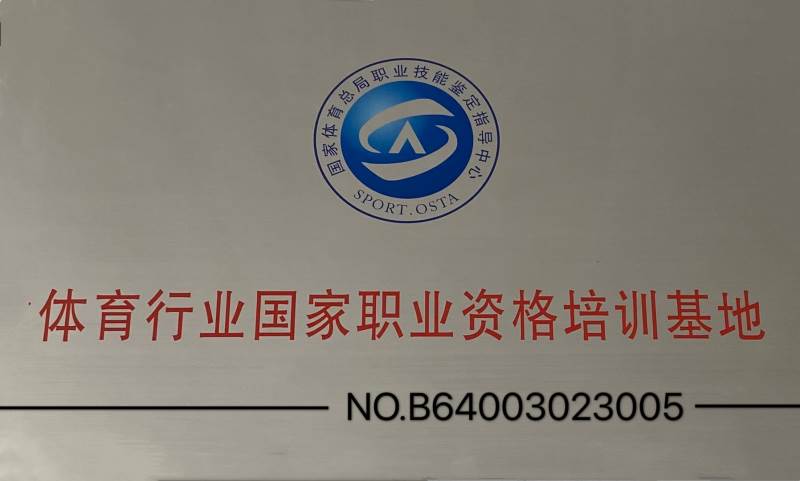 国家体育总局职业技能鉴定指导中心
SPORT.OSTA
体育行业国家职业资格培训基地
NO.B64003023005